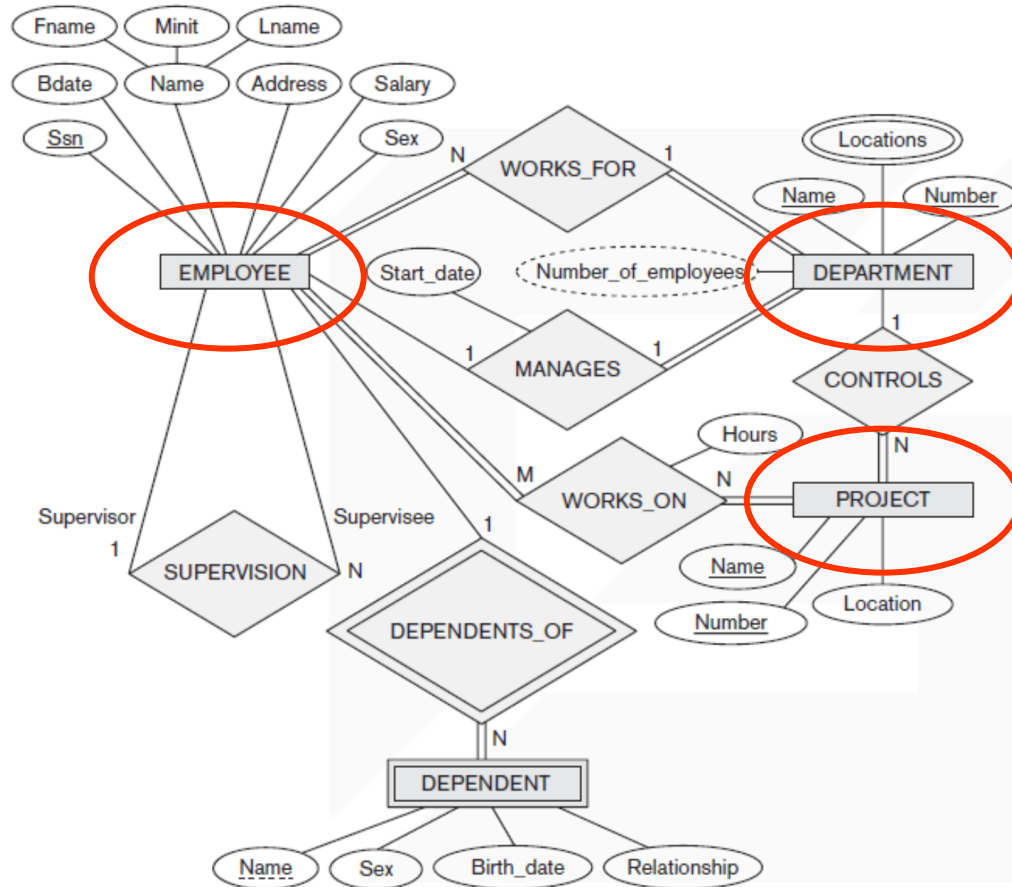 Fname Minit Lname
Bdate Name Address Salary
Ssn Sex
N WORKS_FOR 1
Locations
Name Number
EMPLOYEE Start_date Number_of_employees DEPARTMENT
1 MANAGES 1
1
CONTROLS
N
Hours
M WORKS_ON N
PROJECT
Supervisor Supervisee
1 SUPERVISION N
1
Name
Number
Location
DEPENDENTS_OF
N
DEPENDENT
Name Sex Birth_date Relationship